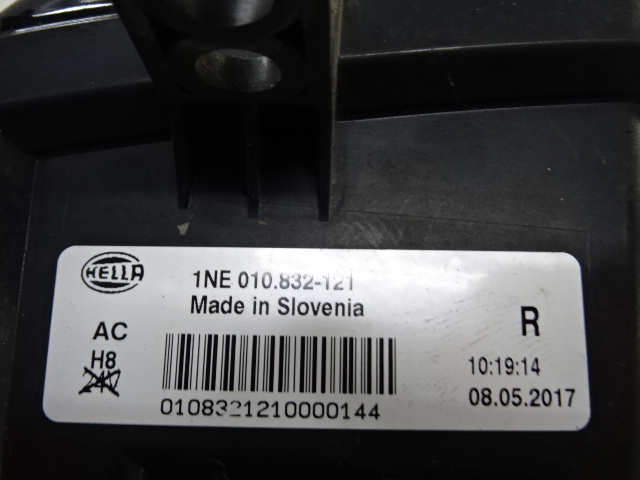 HELLA
1NE 010.832-121
Made in Slovenia
AC
R
H8
24V
10:19:14
0108321210000144
08.05.2017